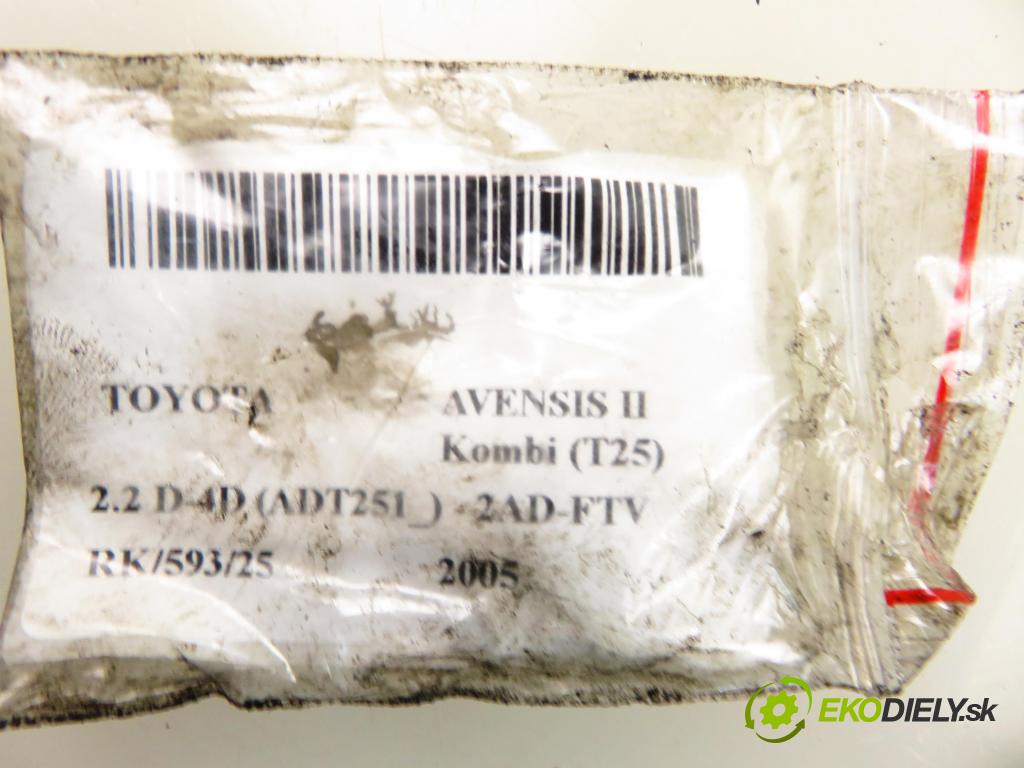 TOYOTA AVENSIS II
Kombi (T25)
2.2 D-4D (ADT251_) - 2AD-FTV
RK/593/25 2005
EKODIELY.sk